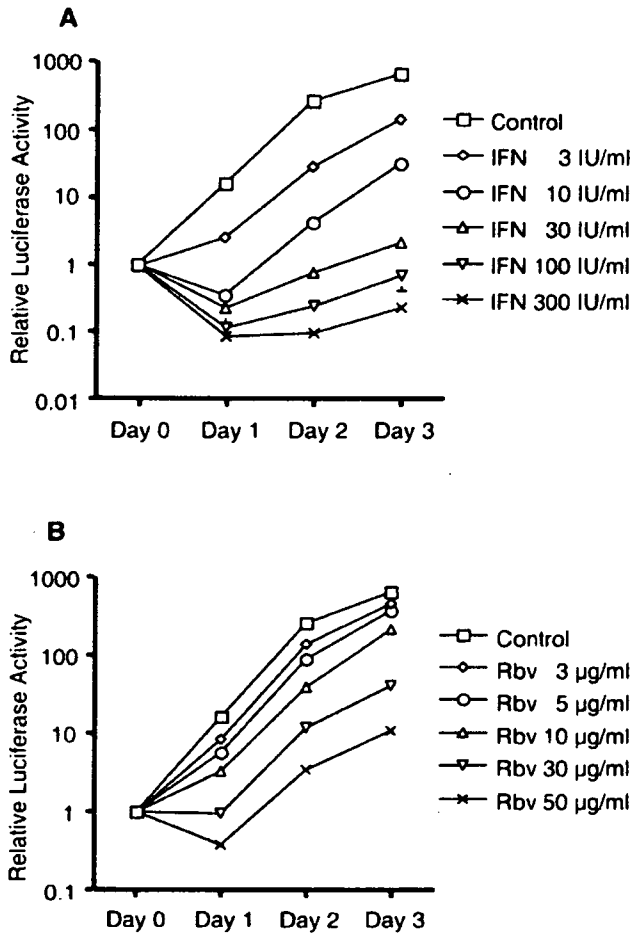 A
Relative Luciferase Activity
1000
100
10
1
0.1
0.01
Day 0 Day 1 Day 2 Day 3
Control
IFN 3 IU/ml
IFN 10 IU/ml
IFN 30 IU/ml
IFN 100 IU/ml
IFN 300 IU/ml
B
Relative Luciferase Activity
1000
100
10
1
0.1
Day 0 Day 1 Day 2 Day 3
Control
Rbv 3 µg/ml
Rbv 5 µg/ml
Rbv 10 µg/ml
Rbv 30 µg/ml
Rbv 50 µg/ml